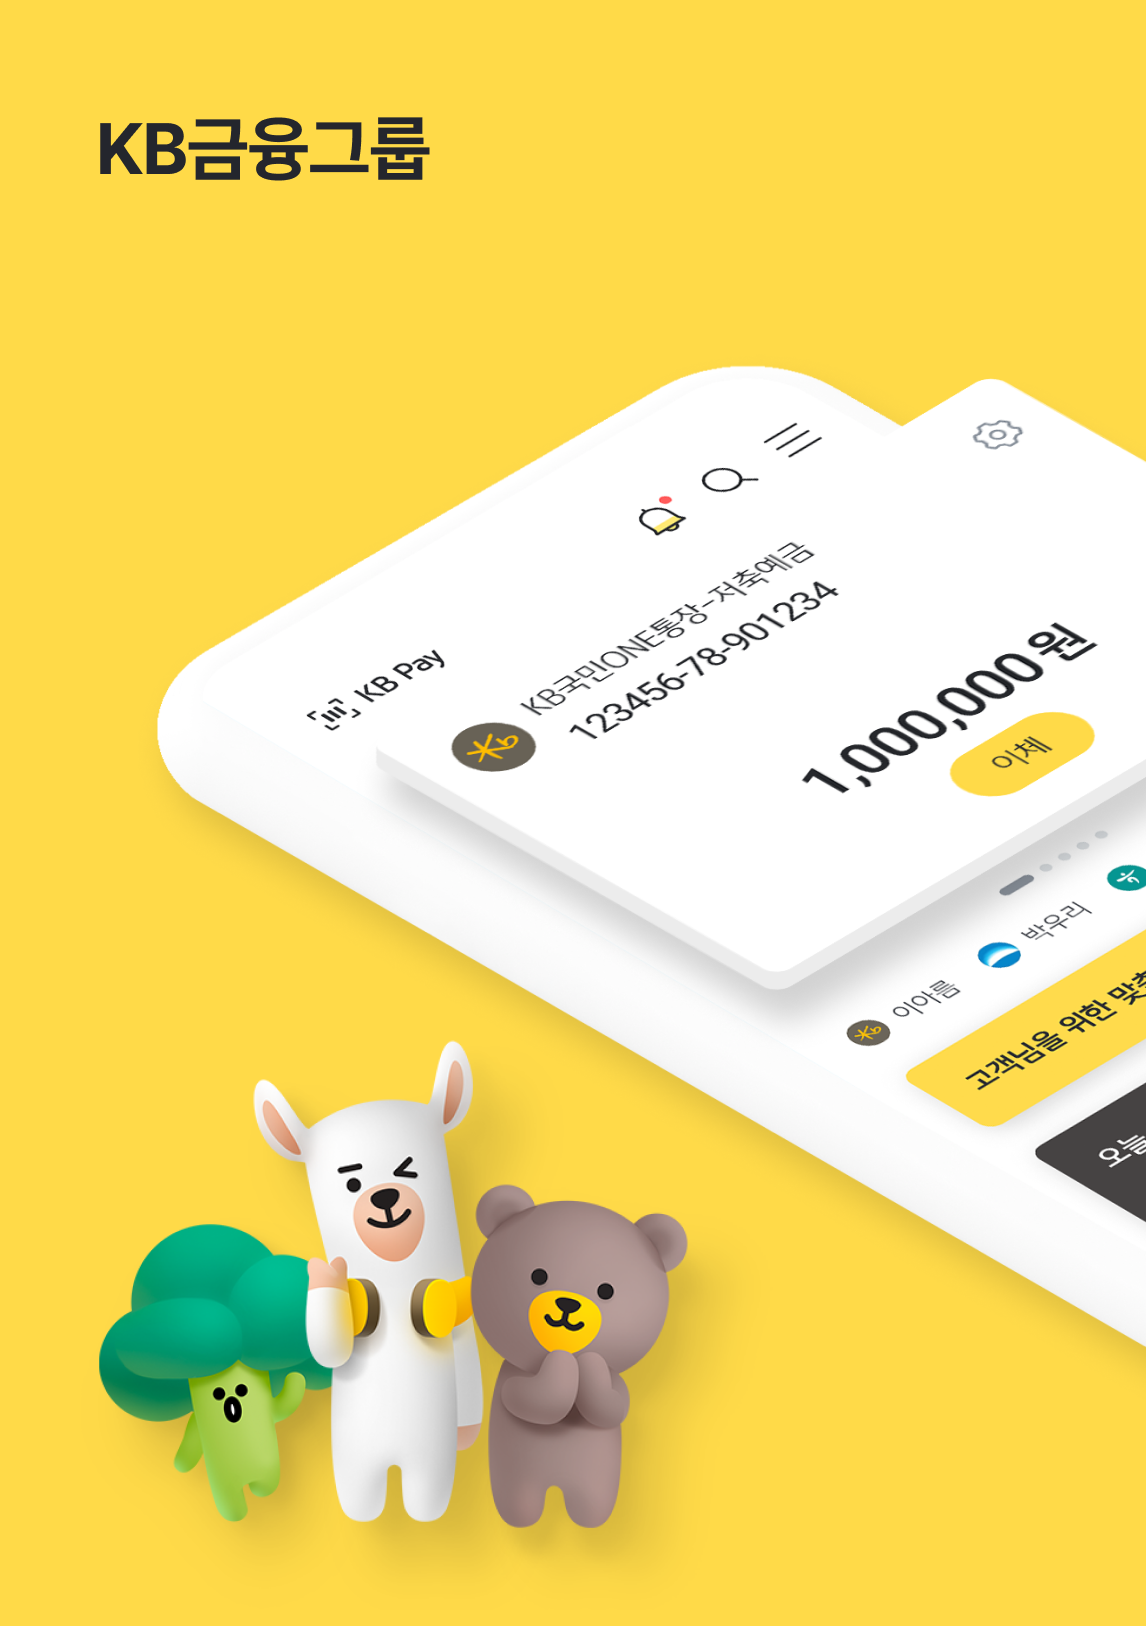 KB금융그룹
KB Pay
KB국민ONE통장-저축예금
123456-78-901234
1,000,000원
이체
이아름
박우리
고객님을 위한 맞춤
오늘